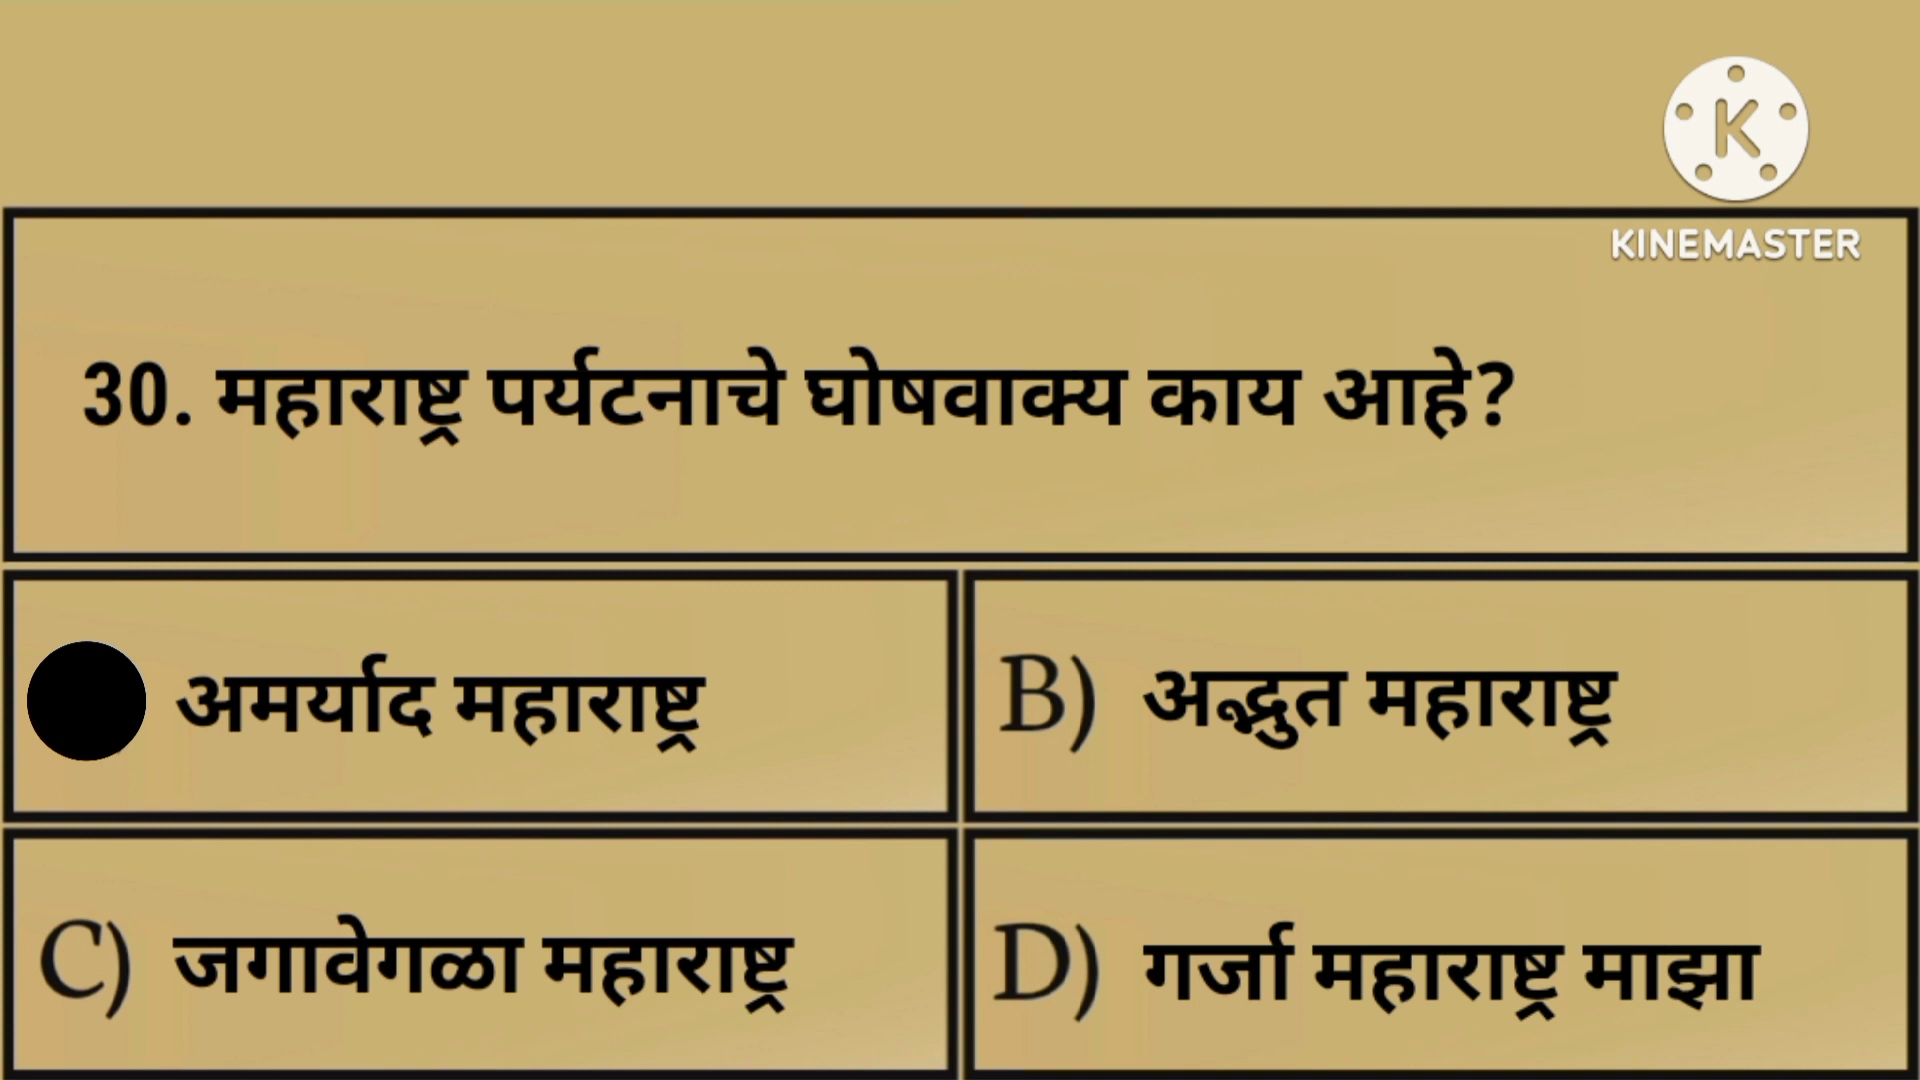 K
KINEMASTER
30. महाराष्ट्र पर्यटनाचे घोषवाक्य काय आहे?
अमर्याद महाराष्ट्र
B) अद्भुत महाराष्ट्र
C) जगावेगळा महाराष्ट्र
D) गर्जा महाराष्ट्र माझा